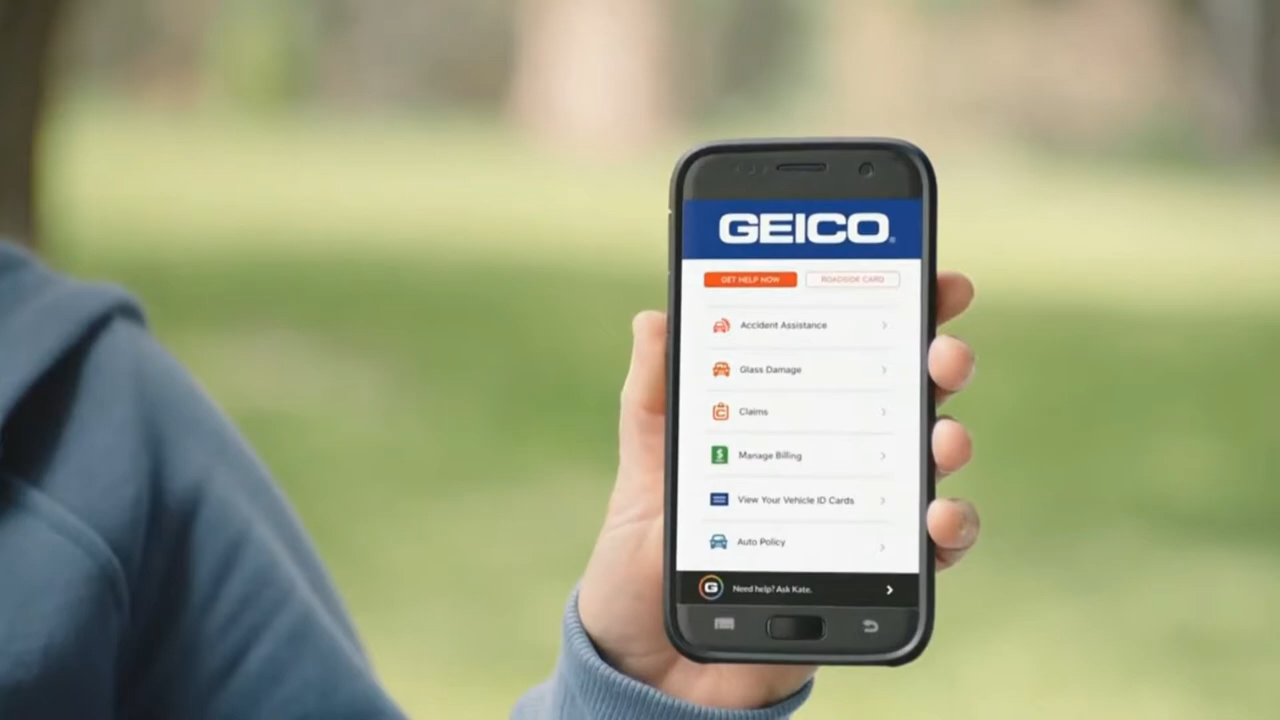 GEICO
GET HELP NOW
ROADSIDE CARD
Accident Assistance
Glass Damage
Claims
Manage Billing
View Your Vehicle ID Cards
Auto Policy
G Need help? Ask Kate.